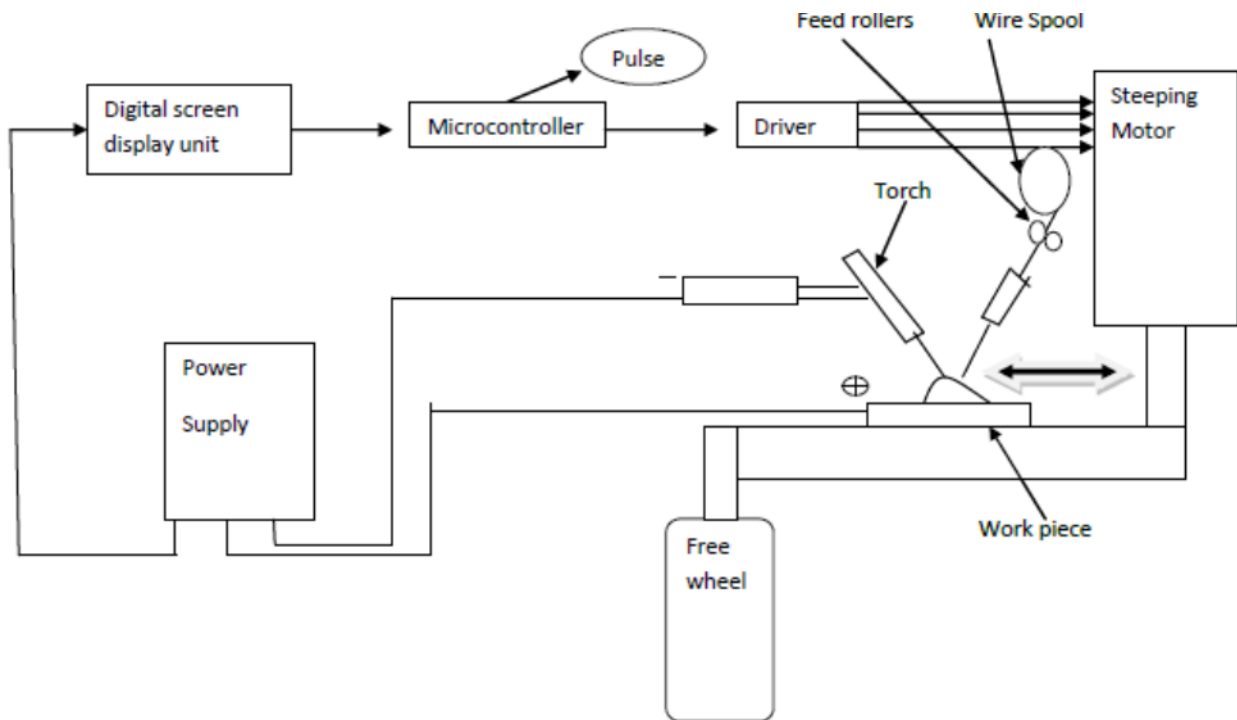 Feed rollers
Wire Spool
Pulse
Digital screen
display unit
Microcontroller
Driver
Steeping
Motor
Torch
Power
Supply
Work piece
Free
wheel